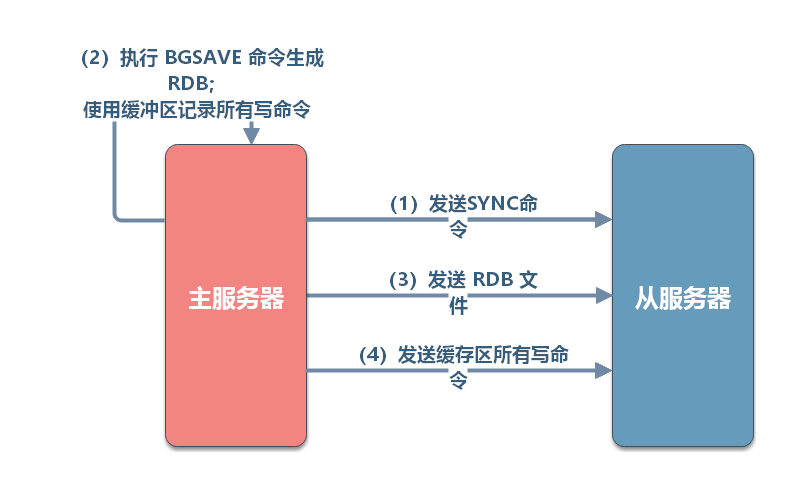 （2）执行 BGSAVE 命令生成
RDB;
使用缓冲区记录所有写命令
（1）发送SYNC命
令
主服务器
（3）发送 RDB 文
件
从服务器
（4）发送缓存区所有写命
令